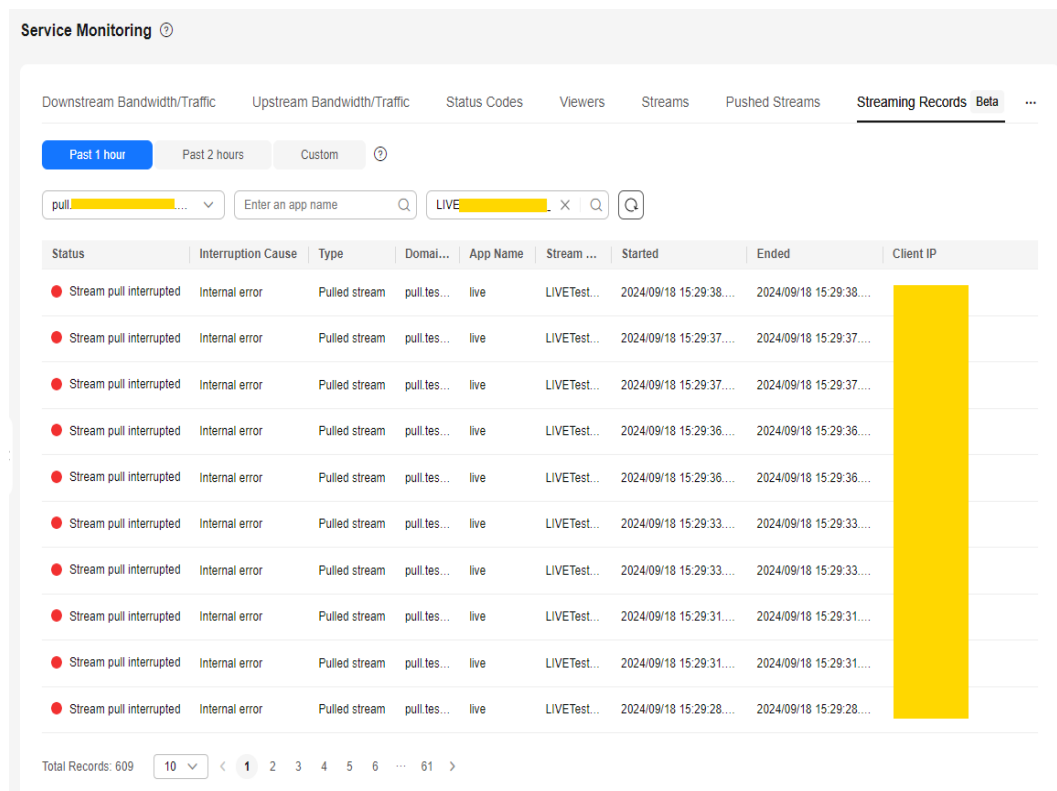 Service Monitoring ?
Downstream Bandwidth/Traffic Upstream Bandwidth/Traffic Status Codes Viewers Streams Pushed Streams Streaming Records Beta ...
Past 1 hour Past 2 hours Custom ?
pull. .... Enter an app name LIVE _
Status Interruption Cause Type Domai... App Name Stream ... Started Ended Client IP
Stream pull interrupted Internal error Pulled stream pull.tes... live LIVETest... 2024/09/18 15:29:38.... 2024/09/18 15:29:38....
Stream pull interrupted Internal error Pulled stream pull.tes... live LIVETest... 2024/09/18 15:29:37.... 2024/09/18 15:29:37....
Stream pull interrupted Internal error Pulled stream pull.tes... live LIVETest... 2024/09/18 15:29:37.... 2024/09/18 15:29:37....
Stream pull interrupted Internal error Pulled stream pull.tes... live LIVETest... 2024/09/18 15:29:36.... 2024/09/18 15:29:36....
Stream pull interrupted Internal error Pulled stream pull.tes... live LIVETest... 2024/09/18 15:29:36.... 2024/09/18 15:29:36....
Stream pull interrupted Internal error Pulled stream pull.tes... live LIVETest... 2024/09/18 15:29:33.... 2024/09/18 15:29:33....
Stream pull interrupted Internal error Pulled stream pull.tes... live LIVETest... 2024/09/18 15:29:33.... 2024/09/18 15:29:33....
Stream pull interrupted Internal error Pulled stream pull.tes... live LIVETest... 2024/09/18 15:29:31.... 2024/09/18 15:29:31....
Stream pull interrupted Internal error Pulled stream pull.tes... live LIVETest... 2024/09/18 15:29:31.... 2024/09/18 15:29:31....
Stream pull interrupted Internal error Pulled stream pull.tes... live LIVETest... 2024/09/18 15:29:28.... 2024/09/18 15:29:28....
Total Records: 609 10 < 1 2 3 4 5 6 ... 61 >